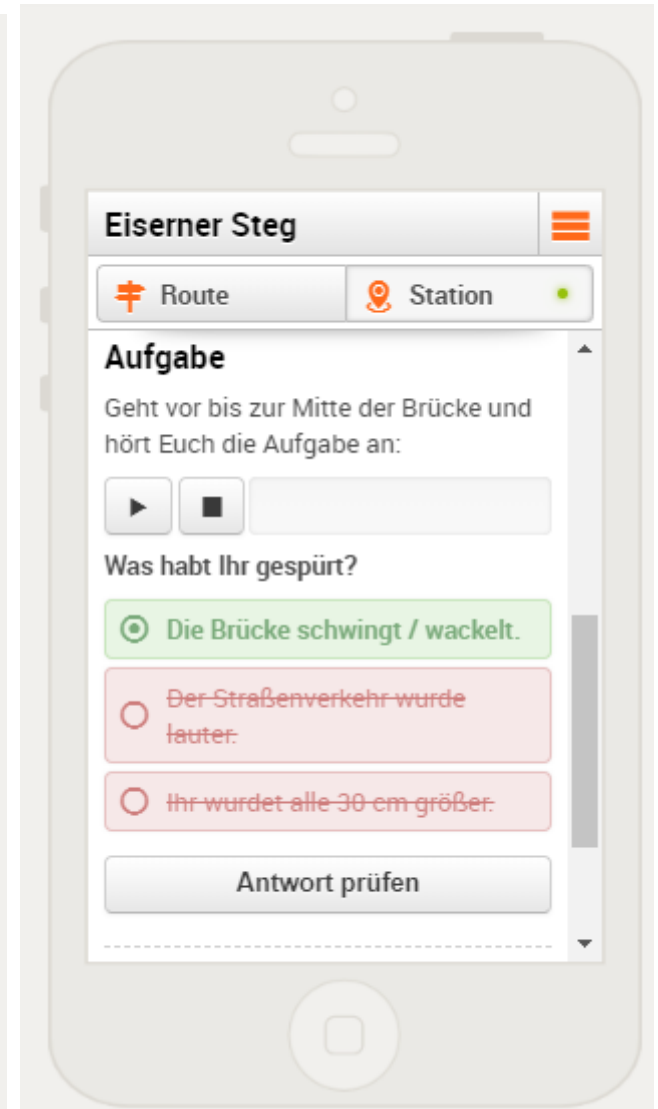 Eiserner Steg
Route
Station
Aufgabe
Geht vor bis zur Mitte der Brücke und
hört Euch die Aufgabe an:
Was habt Ihr gespürt?
Die Brücke schwingt / wackelt.
Der Straßenverkehr wurde
lauter.
Ihr wurdet alle 30 cm größer.
Antwort prüfen